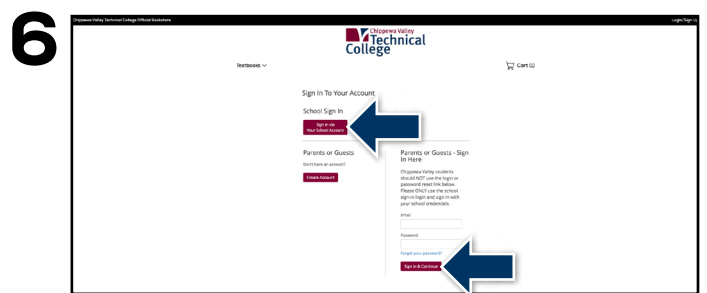 6
Chippewa Valley Technical College Official Bookstore
Login/Sign Up
Chippewa Valley
Technical
College
Textbooks
Cart (1)
Sign In To Your Account
School Sign In
Sign In Via
Your School Account
Parents or Guests
Don't have an account?
Create Account
Parents or Guests - Sign
In Here
Chippewa Valley students
should NOT use the login or
password reset link below.
Please ONLY use the school
sign-in login and sign in with
your school credentials.
Email
Password
Forgot your password?
Sign In & Continue